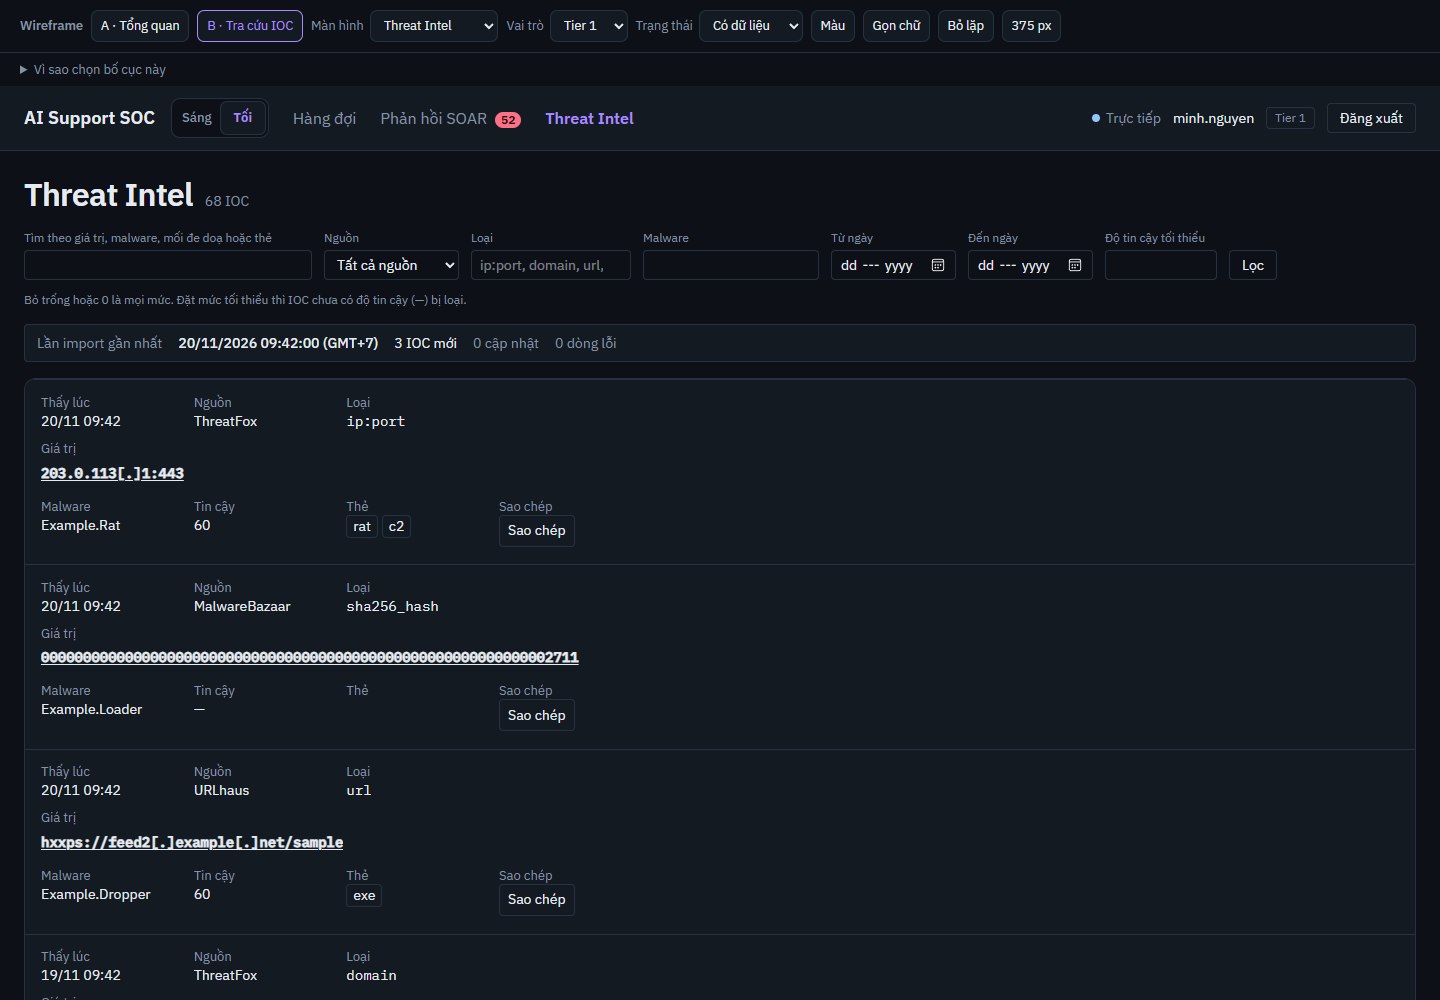 Wireframe A · Tổng quan B · Tra cứu IOC Màn hình Threat Intel Vai trò Tier 1 Trạng thái Có dữ liệu Màu Gọn chữ Bỏ lặp 375 px
Vì sao chọn bố cục này
AI Support SOC Sáng Tối Hàng đợi Phản hồi SOAR 52 Threat Intel Trực tiếp minh.nguyen Tier 1 Đăng xuất
Threat Intel 68 IOC
Tìm theo giá trị, malware, mối đe doạ hoặc thẻ Nguồn Loại Malware Từ ngày Đến ngày Độ tin cậy tối thiểu
Tất cả nguồn ip:port, domain, url, dd --- yyyy dd --- yyyy Lọc
Bỏ trống hoặc 0 là mọi mức. Đặt mức tối thiểu thì IOC chưa có độ tin cậy (—) bị loại.
Lần import gần nhất 20/11/2026 09:42:00 (GMT+7) 3 IOC mới 0 cập nhật 0 dòng lỗi
Thấy lúc Nguồn Loại
20/11 09:42 ThreatFox ip:port
Giá trị
203.0.113[.]1:443
Malware Tin cậy Thẻ Sao chép
Example.Rat 60 rat c2 Sao chép
Thấy lúc Nguồn Loại
20/11 09:42 MalwareBazaar sha256_hash
Giá trị
0000000000000000000000000000000000000000000000000000000000002711
Malware Tin cậy Thẻ Sao chép
Example.Loader — Sao chép
Thấy lúc Nguồn Loại
20/11 09:42 URLhaus url
Giá trị
hxxps://feed2[.]example[.]net/sample
Malware Tin cậy Thẻ Sao chép
Example.Dropper 60 exe Sao chép
Thấy lúc Nguồn Loại
19/11 09:42 ThreatFox domain
Giá trị